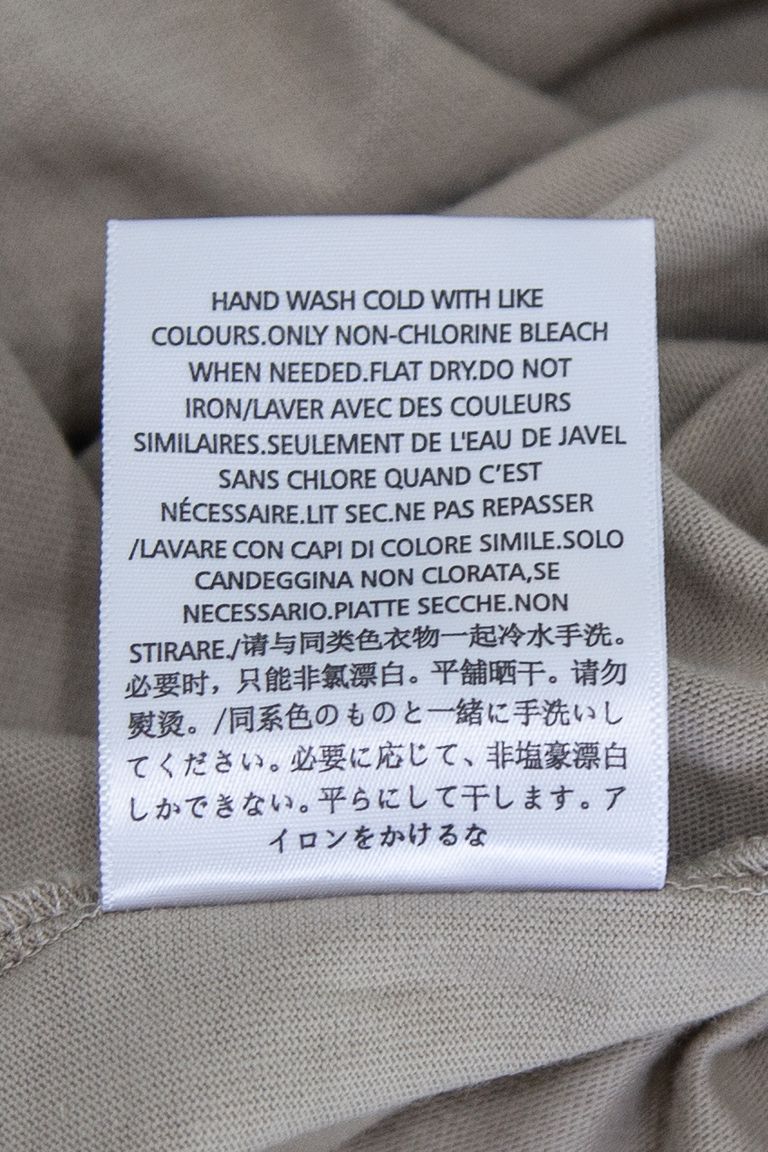 HAND WASH COLD WITH LIKE
COLOURS.ONLY NON-CHLORINE BLEACH
WHEN NEEDED.FLAT DRY.DO NOT
IRON/LAVER AVEC DES COULEURS
SIMILAIRES.SEULEMENT DE L'EAU DE JAVEL
SANS CHLORE QUAND C’EST
NÉCESSAIRE.LIT SEC.NE PAS REPASSER
/LAVARE CON CAPI DI COLORE SIMILE.SOLO
CANDEGGINA NON CLORATA,SE
NECESSARIO.PIATTE SECCHE.NON
STIRARE./请与同类色衣物一起冷水手洗。
必要时，只能非氯漂白。平舖晒干。请勿
熨烫。/同系色のものと一緒に手洗いし
てください。必要に応じて、非塩豪漂白
しかできない。平らにして干します。ア
イロンをかけるな